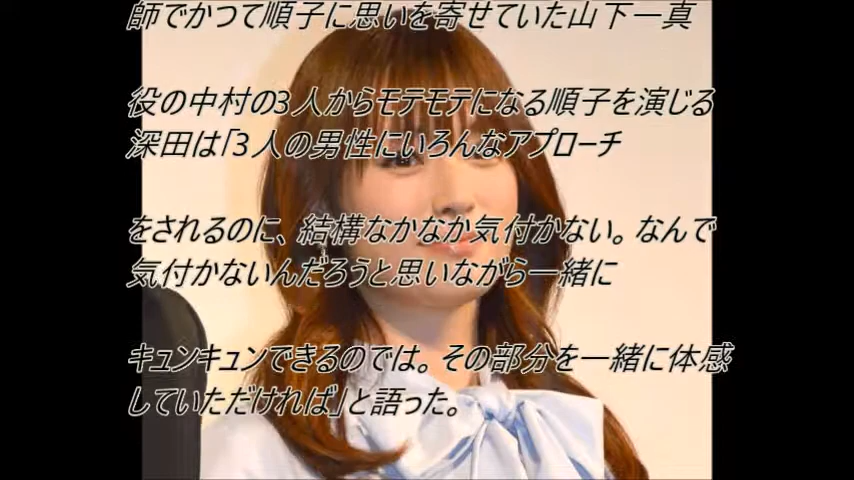 師でかつて順子に思いを寄せていた山下一真
役の中村の3人からモテモテになる順子を演じる
深田は「3人の男性にいろんなアプローチ
をされるのに、結構なかなか気付かない。なんで
気付かないんだろうと思いながら一緒に
キュンキュンできるのでは。その部分を一緒に体感
していただければ」と語った。